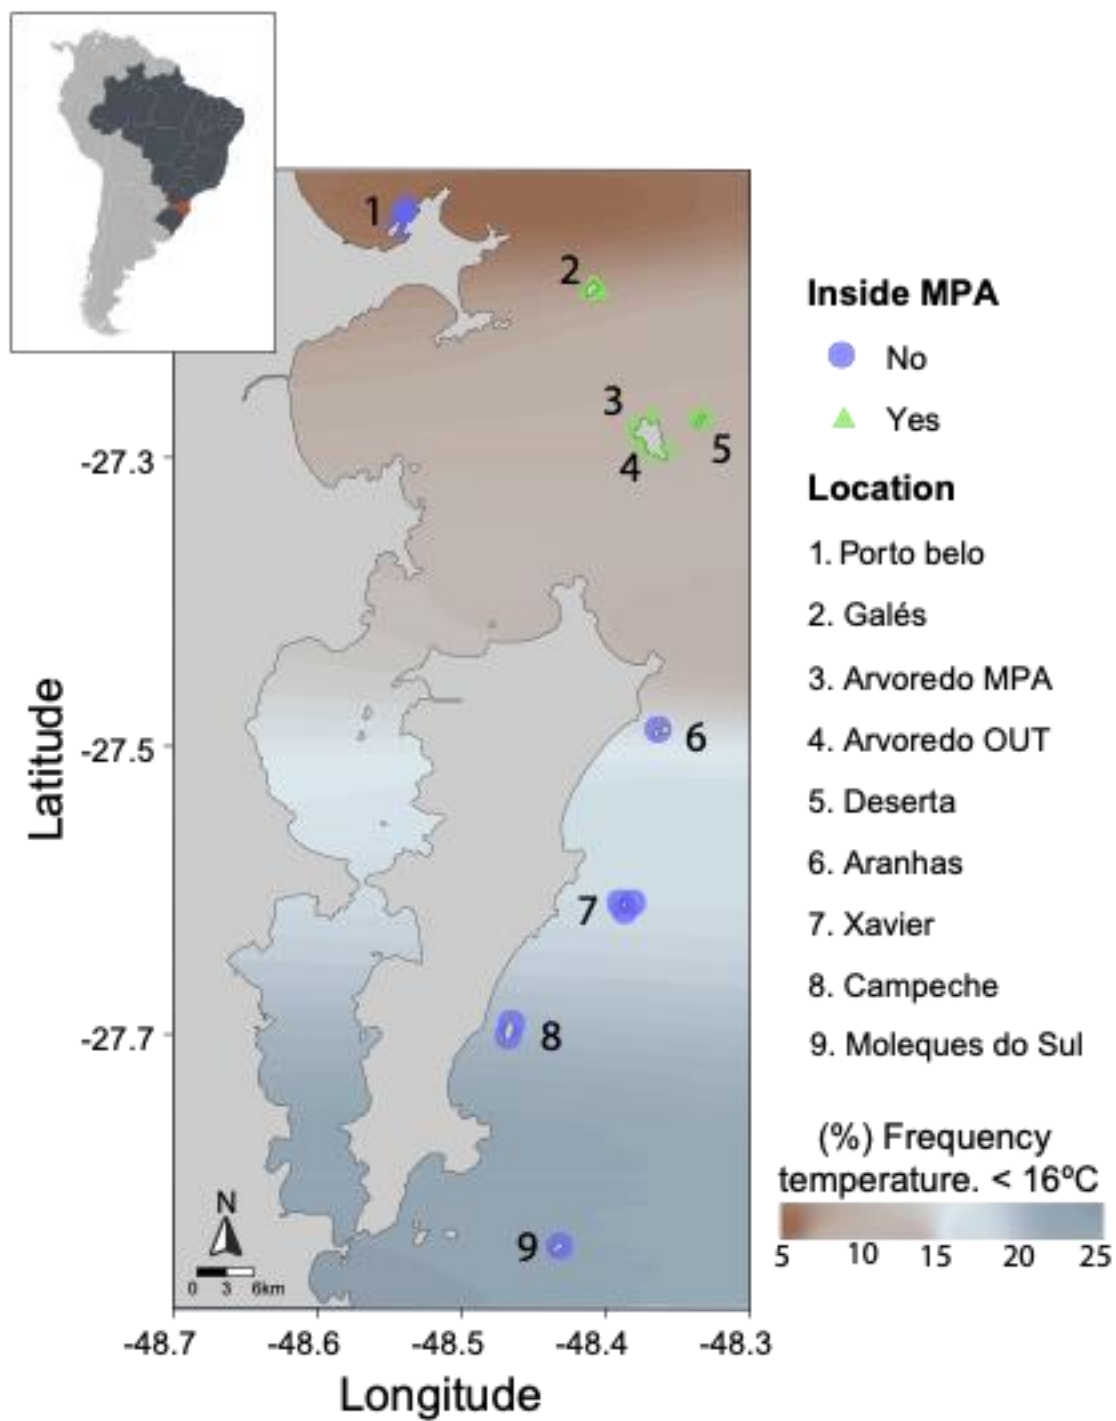 1
2
3
4
5
6
7
8
9
-27.3
-27.5
-27.7
Latitude
N
0 3 6km
-48.7 -48.6 -48.5 -48.4 -48.3
Longitude
Inside MPA
No
Yes
Location
1. Porto belo
2. Galés
3. Arvoredo MPA
4. Arvoredo OUT
5. Deserta
6. Aranhas
7. Xavier
8. Campeche
9. Moleques do Sul
(%) Frequency
temperature. < 16ºC
5 10 15 20 25